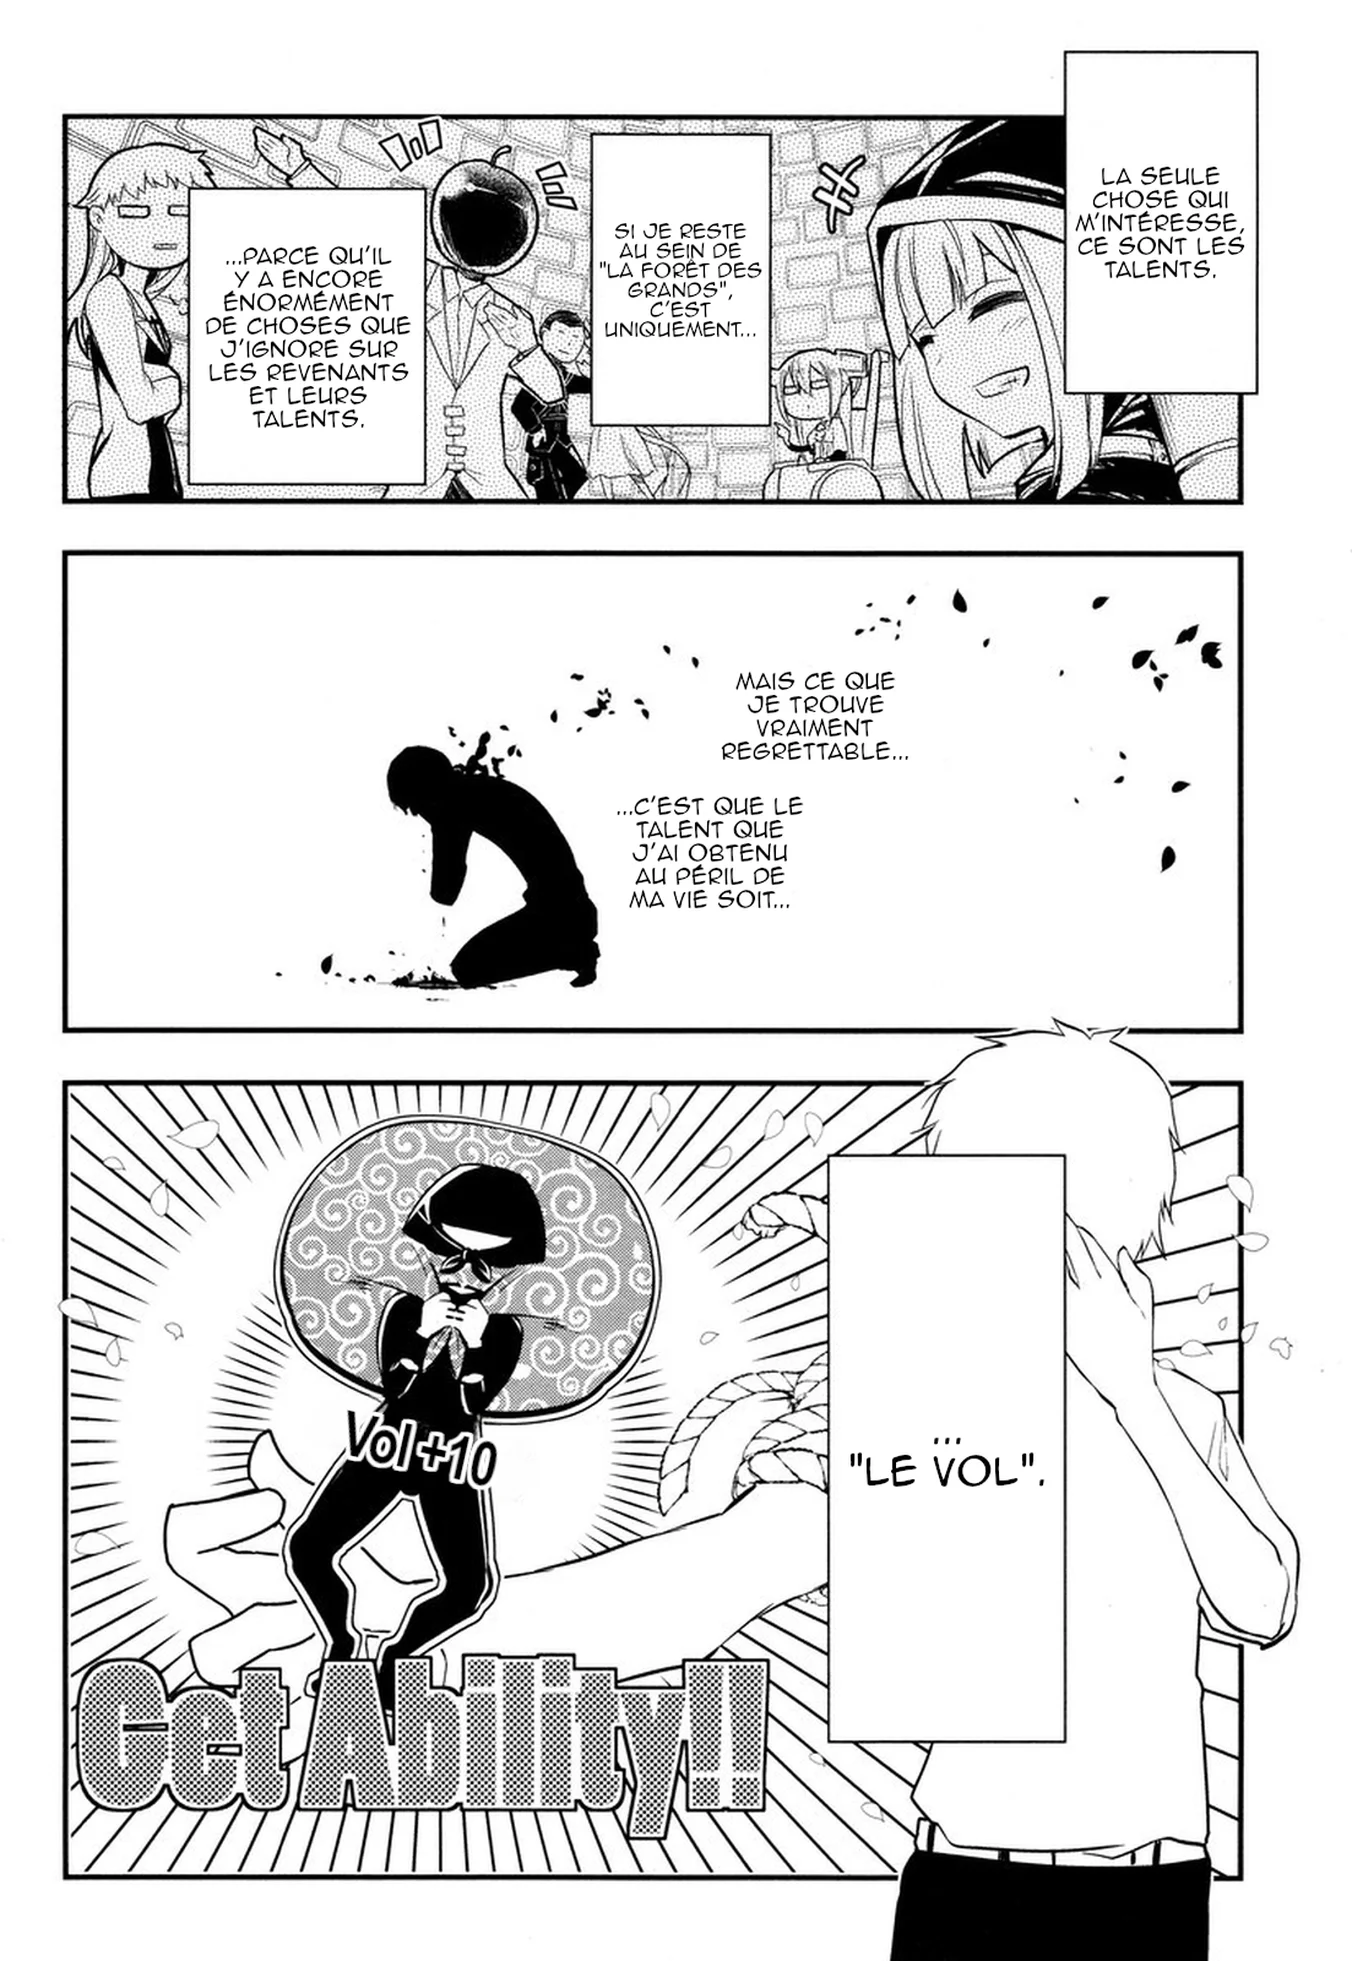 LA SEULE
CHOSE QUI
M'INTÉRESSE,
CE SONT LES
TALENTS.
SI JE RESTE
AU SEIN DE
"LA FORÊT DES
GRANDS",
C'EST
UNIQUEMENT...
...PARCE QU'IL
Y A ENCORE
ÉNORMÉMENT
DE CHOSES QUE
J'IGNORE SUR
LES REVENANTS
ET LEURS
TALENTS.
MAIS CE QUE
JE TROUVE
VRAIMENT
REGRETTABLE...
...C'EST QUE LE
TALENT QUE
J'AI OBTENU
AU PÉRIL DE
MA VIE SOIT...
...
"LE VOL".
Vol +10
Get Ability!!